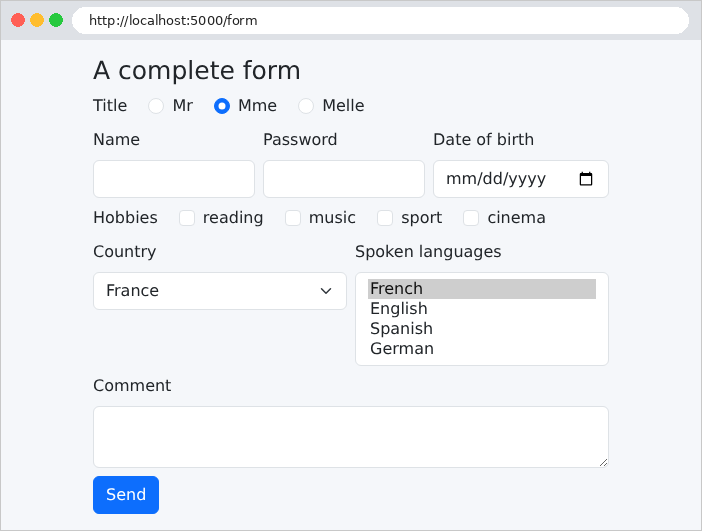 http://localhost:5000/form
A complete form
Title Mr Mme Melle
Name Password Date of birth
mm/dd/yyyy
Hobbies reading music sport cinema
Country Spoken languages
France
French
English
Spanish
German
Comment
Send